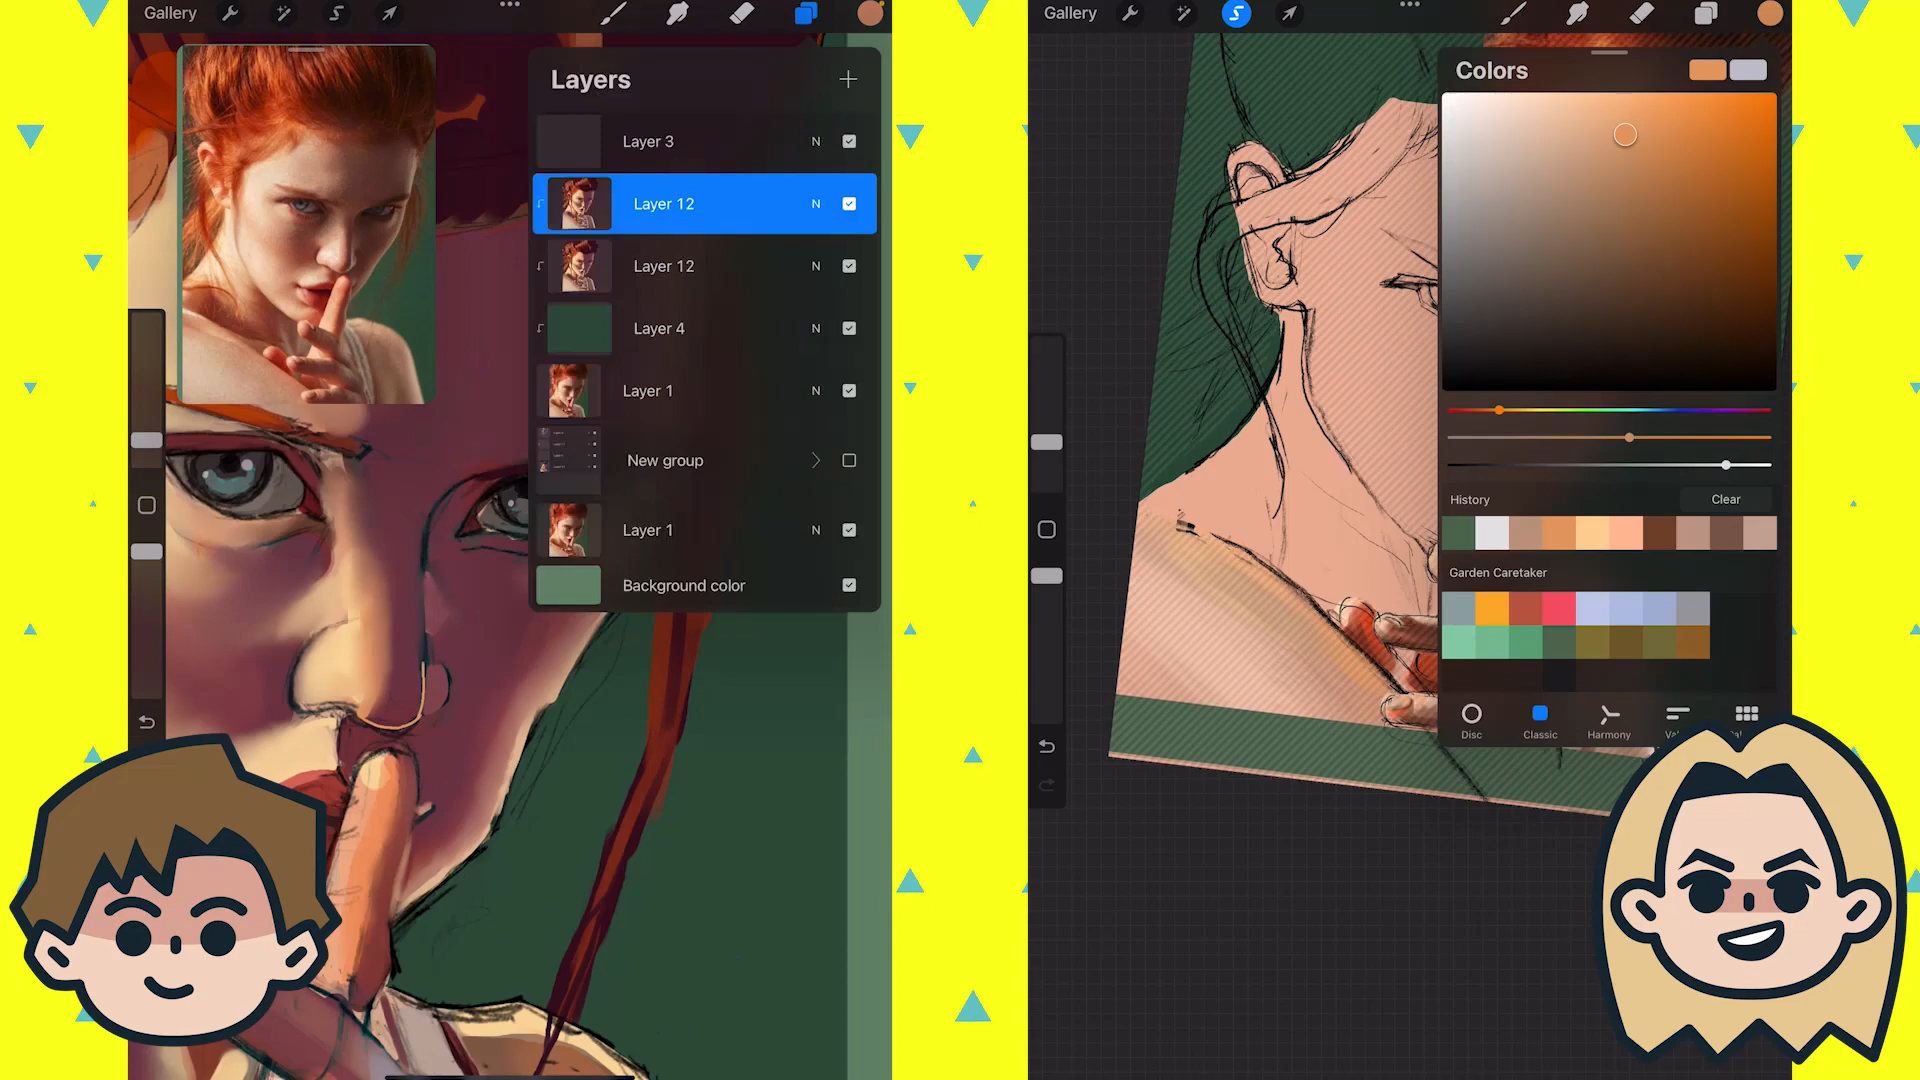 Gallery
Layers
Layer 3 N
Layer 12 N
Layer 12 N
Layer 4 N
Layer 1 N
New group
Layer 1 N
Background color
Gallery
Colors
History Clear
Garden Caretaker
Disc Classic Harmony